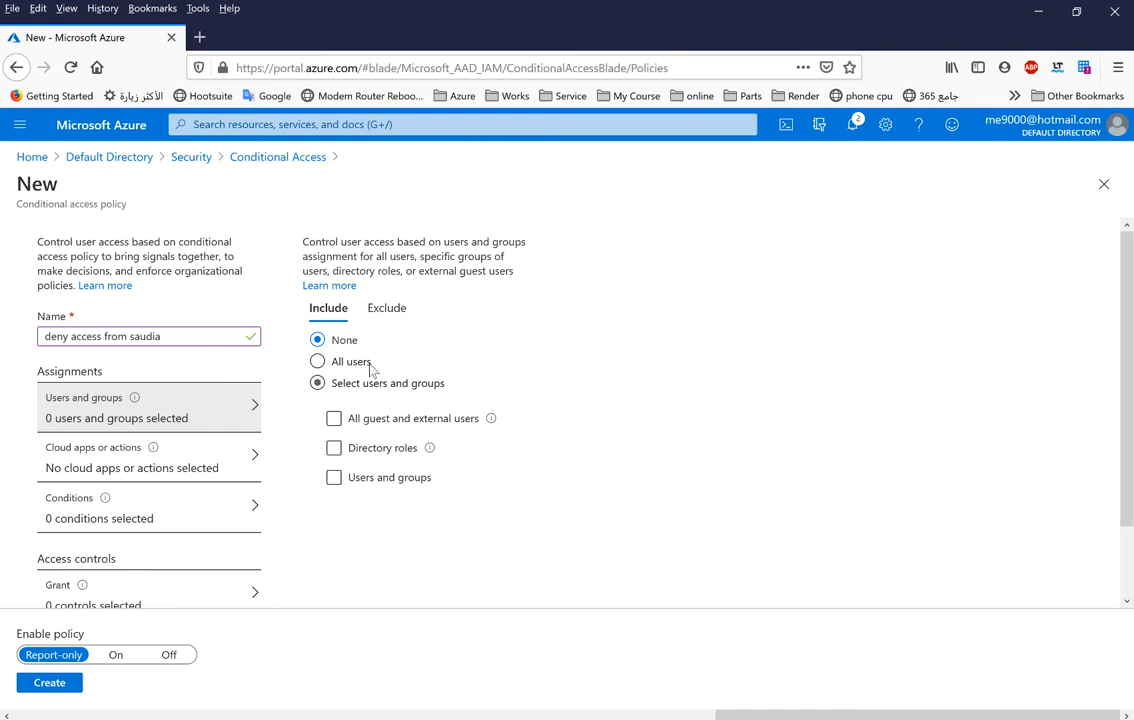 File Edit View History Bookmarks Tools Help
New - Microsoft Azure
https://portal.azure.com/#blade/Microsoft_AAD_IAM/ConditionalAccessBlade/Policies
Getting Started الأكثر زيارة Hootsuite Google Modem Router Reboo... Azure Works Service My Course online Parts Render phone cpu جامع 365 Other Bookmarks
Microsoft Azure Search resources, services, and docs (G+/) 2 me9000@hotmail.com
DEFAULT DIRECTORY
Home > Default Directory > Security > Conditional Access >
New
Conditional access policy
Control user access based on conditional
access policy to bring signals together, to
make decisions, and enforce organizational
policies. Learn more
Name *
deny access from saudia
Assignments
Users and groups
0 users and groups selected
Cloud apps or actions
No cloud apps or actions selected
Conditions
0 conditions selected
Access controls
Grant
0 controls selected
Control user access based on users and groups
assignment for all users, specific groups of
users, directory roles, or external guest users
Learn more
Include Exclude
None
All users
Select users and groups
All guest and external users
Directory roles
Users and groups
Enable policy
Report-only On Off
Create